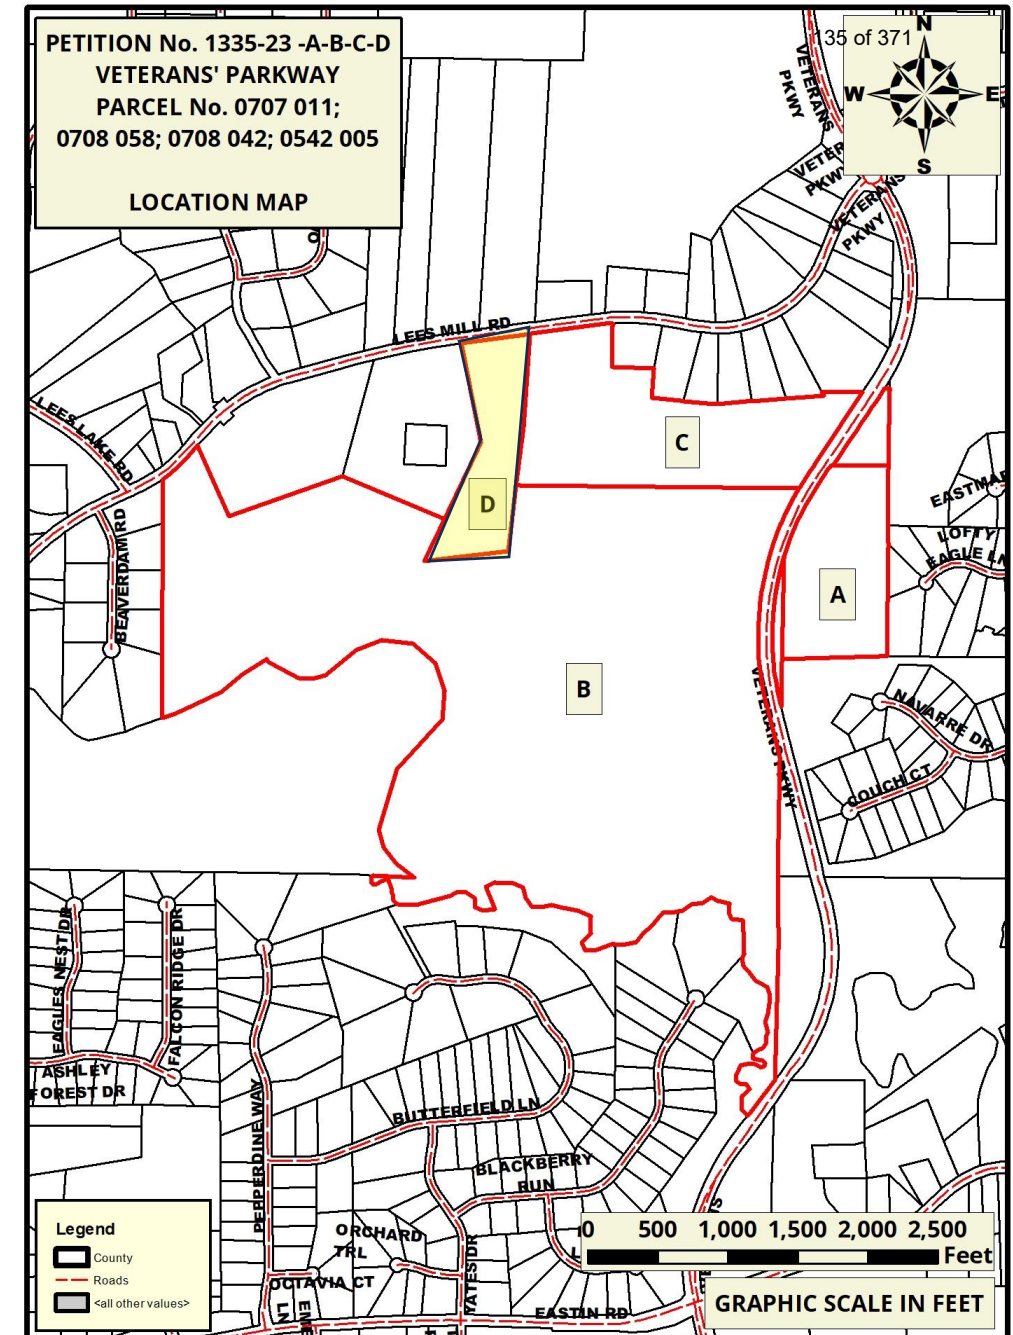 PETITION No. 1335-23 -A-B-C-D
VETERANS' PARKWAY
PARCEL No. 0707 011;
0708 058; 0708 042; 0542 005
LOCATION MAP
135 of 371
N
W
E
S
VETERANS
PKWY
VETERANS
PKWY
LEES MILL RD
LEES LAKE RD
BEAVERDAM RD
C
D
A
B
LOFTY
EAGLE LN
VETERANS PKWY
NAVARRE DR
COUCH CT
EAGLES NEST DR
FALCON RIDGE DR
ASHLEY
FOREST DR
PEPPERDINE WAY
BUTTERFIELD LN
BLACKBERRY
RUN
ORCHARD
TRL
OCTAVIA CT
YATES DR
EASTIN RD
LN
Legend
County
Roads
<all other values>
0 500 1,000 1,500 2,000 2,500
Feet
GRAPHIC SCALE IN FEET